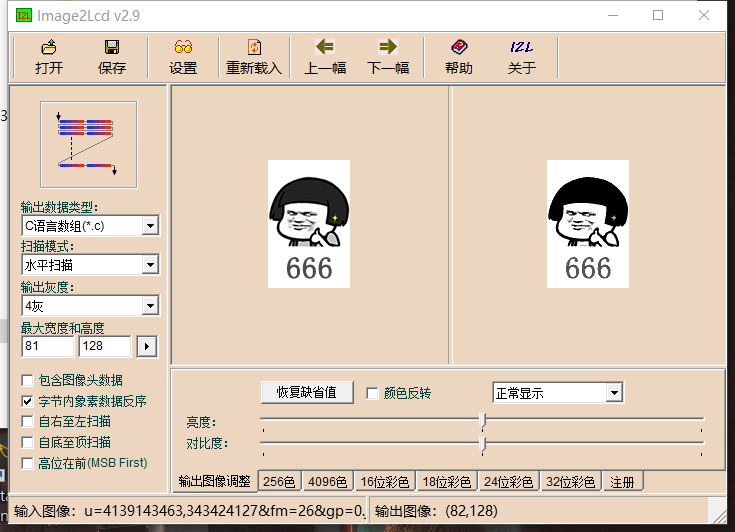 Image2Lcd v2.9
打开 保存 设置 重新载入 上一幅 下一幅 帮助 I2L 关于
3
输出数据类型:
C语言数组(*.c)
扫描模式:
水平扫描
输出灰度:
4灰
最大宽度和高度
81 128
包含图像头数据
字节内象素数据反序
自右至左扫描
自底至顶扫描
高位在前(MSB First)
666
666
恢复缺省值 颜色反转 正常显示
亮度:
对比度:
输出图像调整 256色 4096色 16位彩色 18位彩色 24位彩色 32位彩色 注册
输入图像: u=4139143463,343424127&fm=26&gp=0. 输出图像: (82,128)